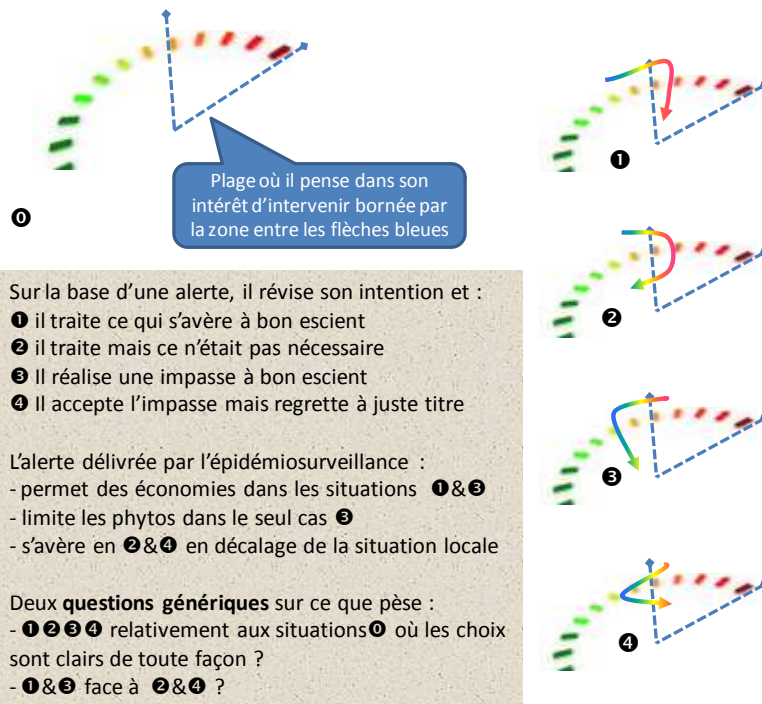 Plage où il pense dans son
intérêt d'intervenir bornée par
la zone entre les flèches bleues
⓿
❶
❷
❸
❹
Sur la base d'une alerte, il révise son intention et :
❶ il traite ce qui s'avère à bon escient
❷ il traite mais ce n'était pas nécessaire
❸ Il réalise une impasse à bon escient
❹ Il accepte l'impasse mais regrette à juste titre
L'alerte délivrée par l'épidémiosurveillance :
- permet des économies dans les situations ❶&❸
- limite les phytos dans le seul cas ❸
- s'avère en ❷&❹ en décalage de la situation locale
Deux questions génériques sur ce que pèse :
- ❶❷❸❹ relativement aux situations⓿ où les choix
sont clairs de toute façon ?
- ❶&❸ face à ❷&❹ ?